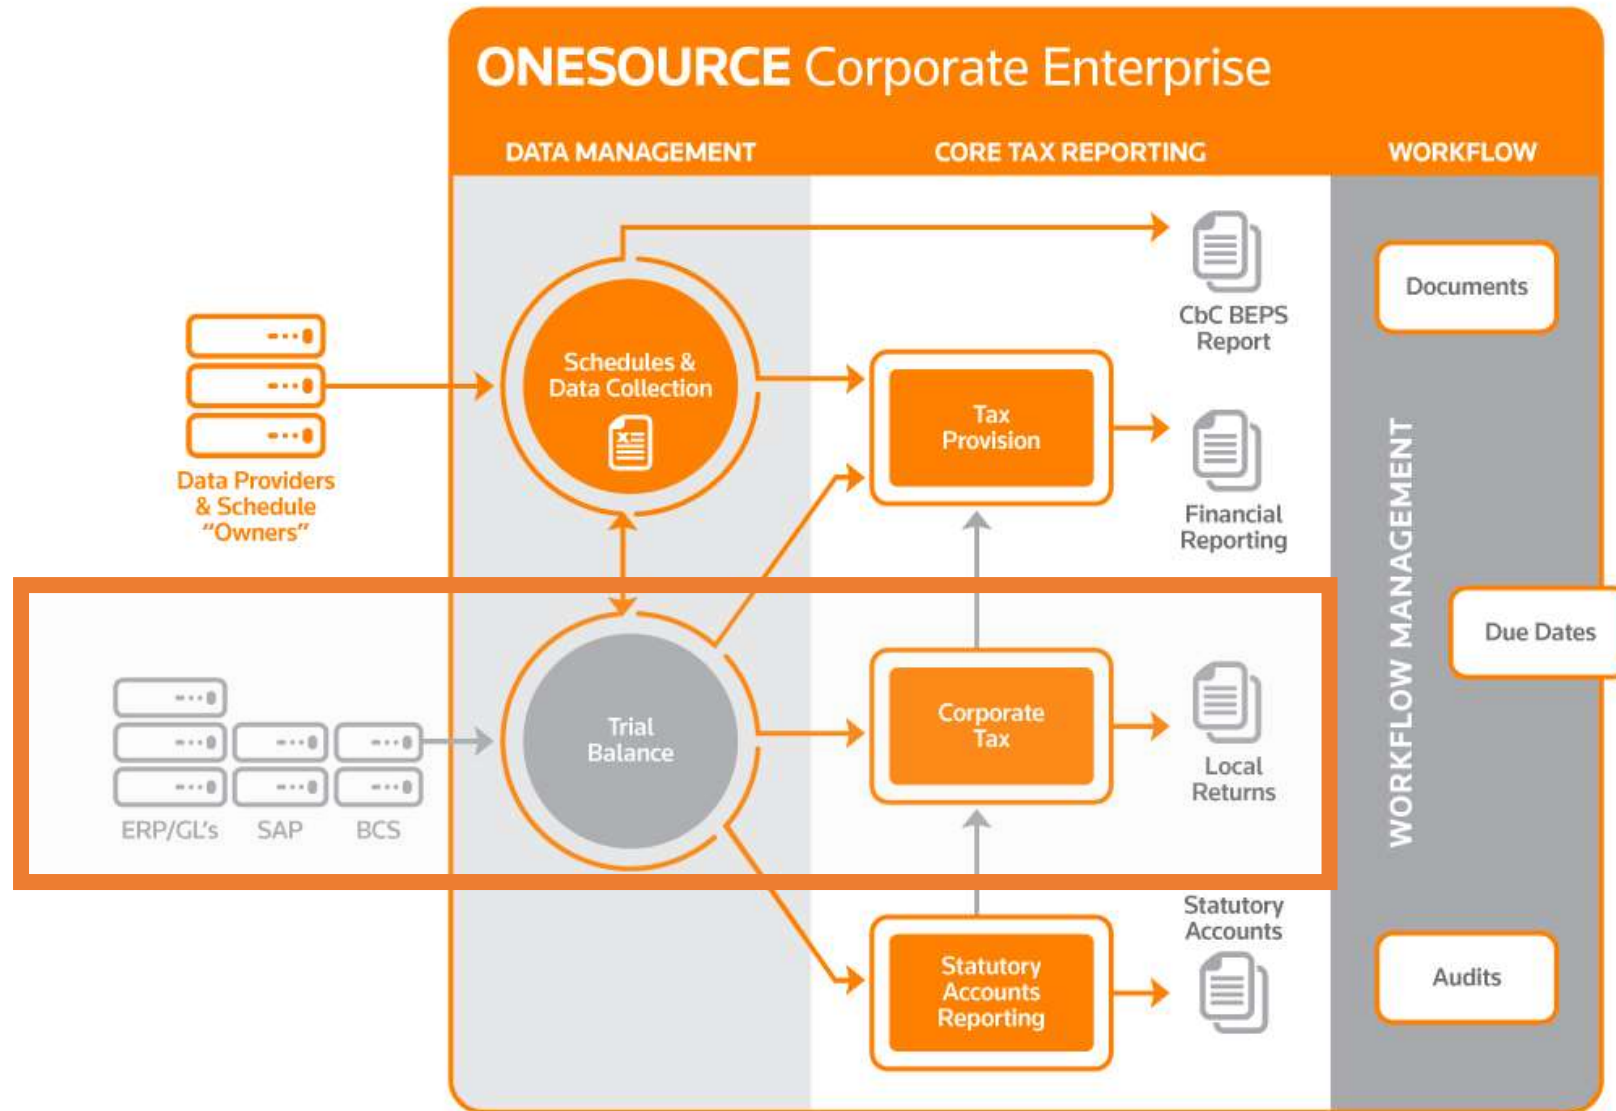 ONESOURCE Corporate Enterprise
DATA MANAGEMENT
CORE TAX REPORTING
WORKFLOW
CbC BEPS
Report
Documents
Schedules &
Data Collection
Data Providers
& Schedule
"Owners"
Tax
Provision
Financial
Reporting
WORKFLOW MANAGEMENT
Due Dates
ERP/GL's
SAP
BCS
Trial
Balance
Corporate
Tax
Local
Returns
Statutory
Accounts
Reporting
Statutory
Accounts
Audits